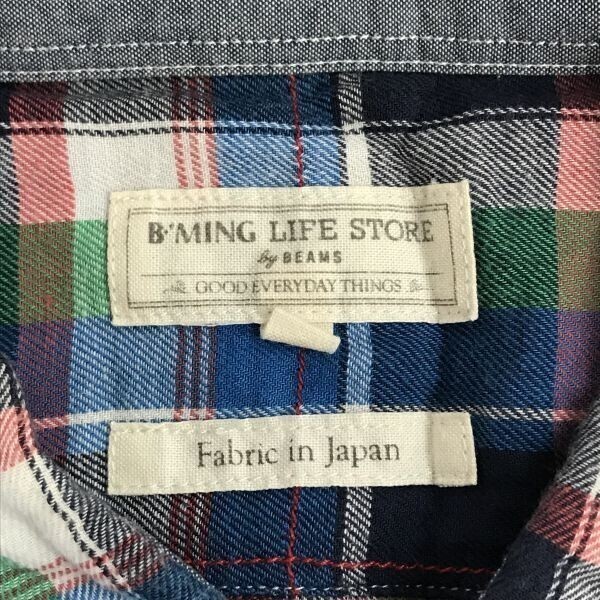 B:MING LIFE STORE
by BEAMS
GOOD EVERYDAY THINGS
Fabric in Japan